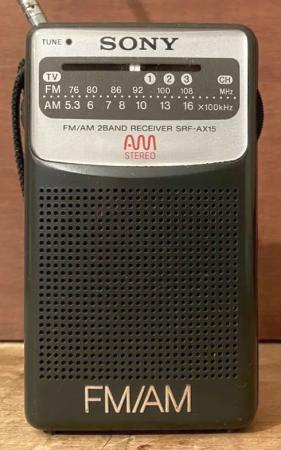 TUNE SONY
TV 1 2 3 CH
FM 76 80 86 92 100 108 MHz
AM 5.3 6 7 8 10 13 16 ×100kHz
FM/AM 2BAND RECEIVER SRF-AX15
AM
STEREO
FM/AM